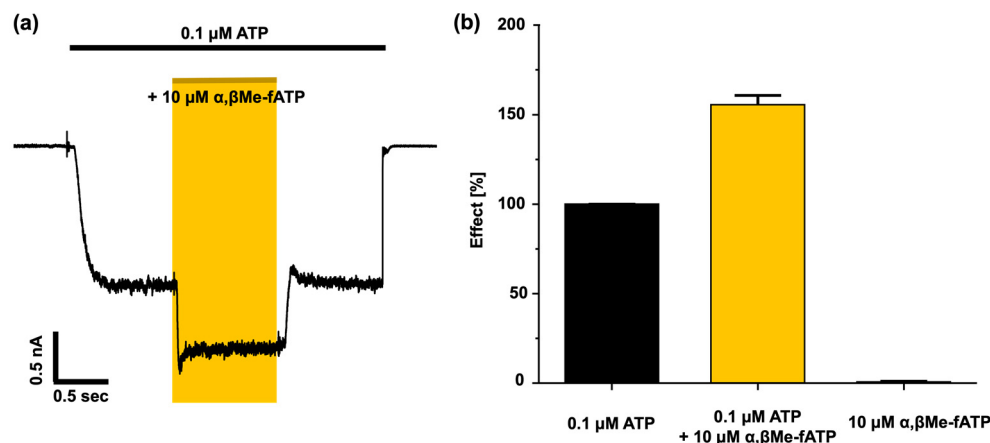 (a)
0.1 µM ATP
+ 10 µM α,βMe-fATP
0.5 nA
0.5 sec
(b)
Effect [%]
200
150
100
50
0
0.1 µM ATP
0.1 µM ATP
+ 10 µM α,βMe-fATP
10 µM α,βMe-fATP